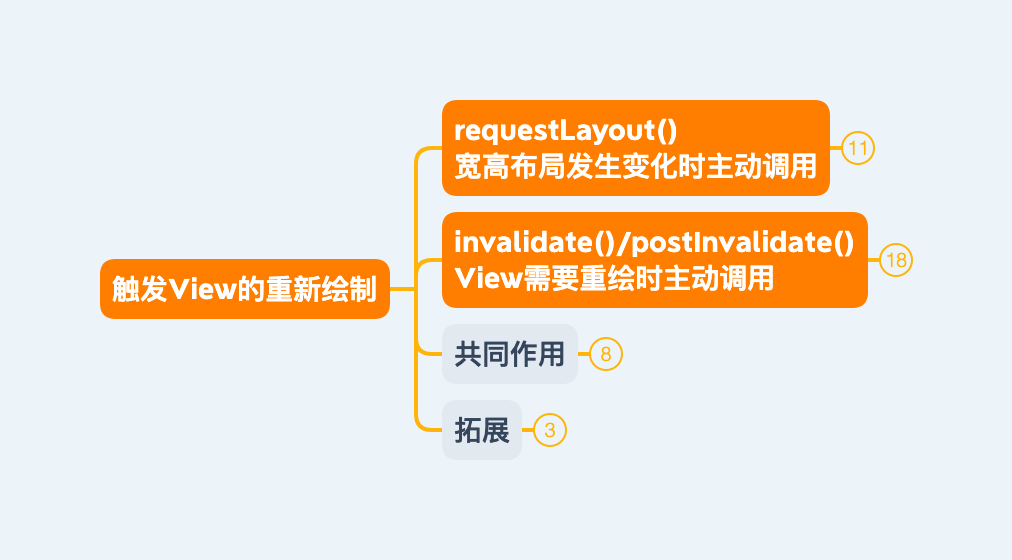 requestLayout()
宽高布局发生变化时主动调用
11
invalidate()/postInvalidate()
View需要重绘时主动调用
18
触发View的重新绘制
共同作用
8
拓展
3